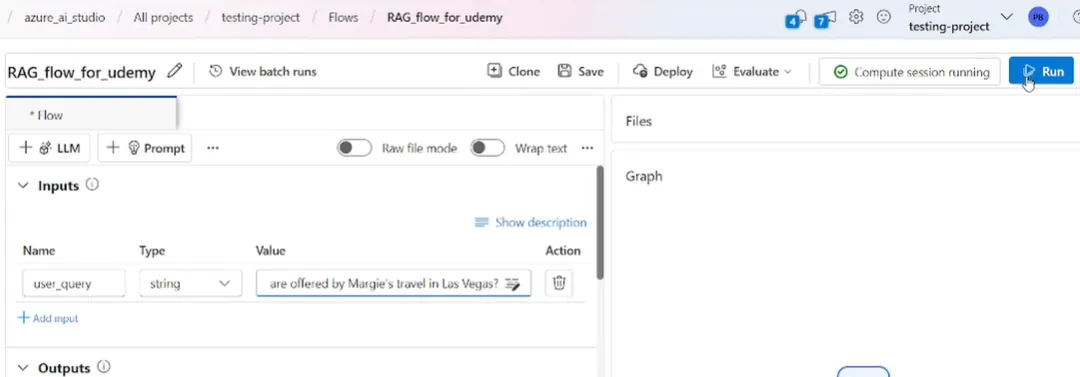 / azure_ai_studio / All projects / testing-project / Flows / RAG_flow_for_udemy
4 7 Project
testing-project PB
RAG_flow_for_udemy View batch runs Clone Save Deploy Evaluate Compute session running Run
* Flow
+ LLM + Prompt ... Raw file mode Wrap text ...
Files
Graph
Inputs
Show description
Name Type Value Action
user_query string are offered by Margie's travel in Las Vegas?
+ Add input
Outputs